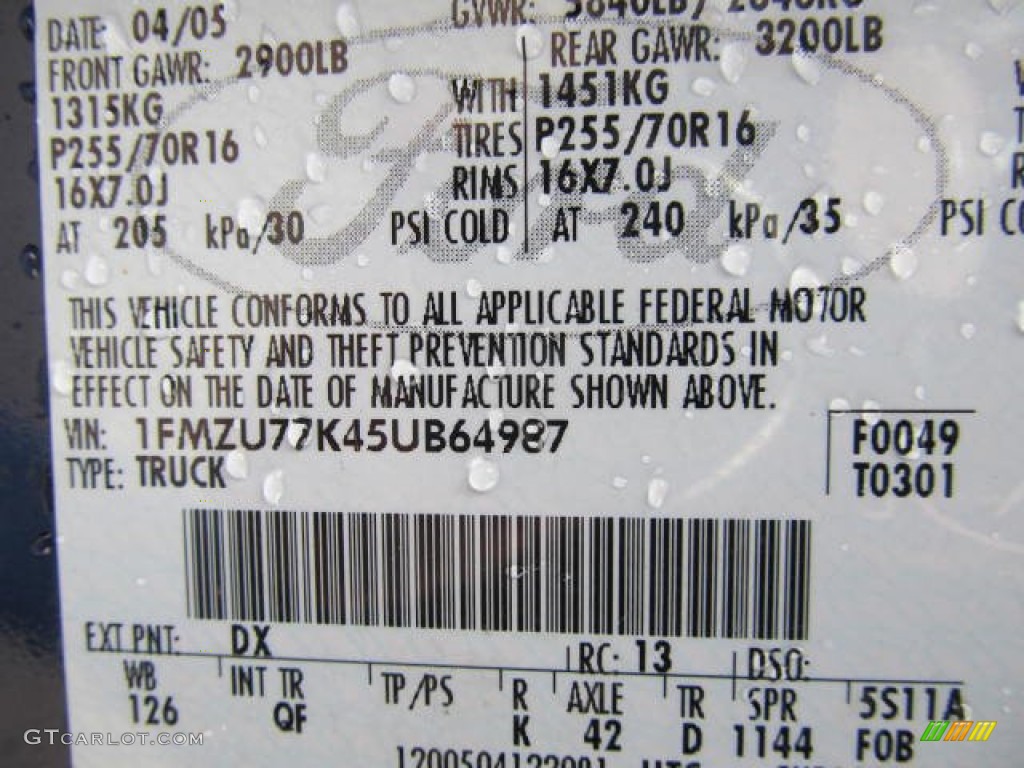 DATE: 04/05 GVWR:
FRONT GAWR: 2900LB REAR GAWR: 3200LB
1315KG WITH 1451KG
P255/70R16 TIRES P255/70R16
16X7.0J RIMS 16X7.0J
AT 205 kPa/30 PSI COLD AT 240 kPa/35 PSI
Ford
THIS VEHICLE CONFORMS TO ALL APPLICABLE FEDERAL MOTOR
VEHICLE SAFETY AND THEFT PREVENTION STANDARDS IN
EFFECT ON THE DATE OF MANUFACTURE SHOWN ABOVE.
VIN: 1FMZU77K45UB64987 F0049
TYPE: TRUCK T0301
EXT PNT: DX RC: 13 DSO:
WB INT TR TP/PS R AXLE TR SPR 5S11A
126 QF K 42 D 1144 FOB
GTCARLOT.COM